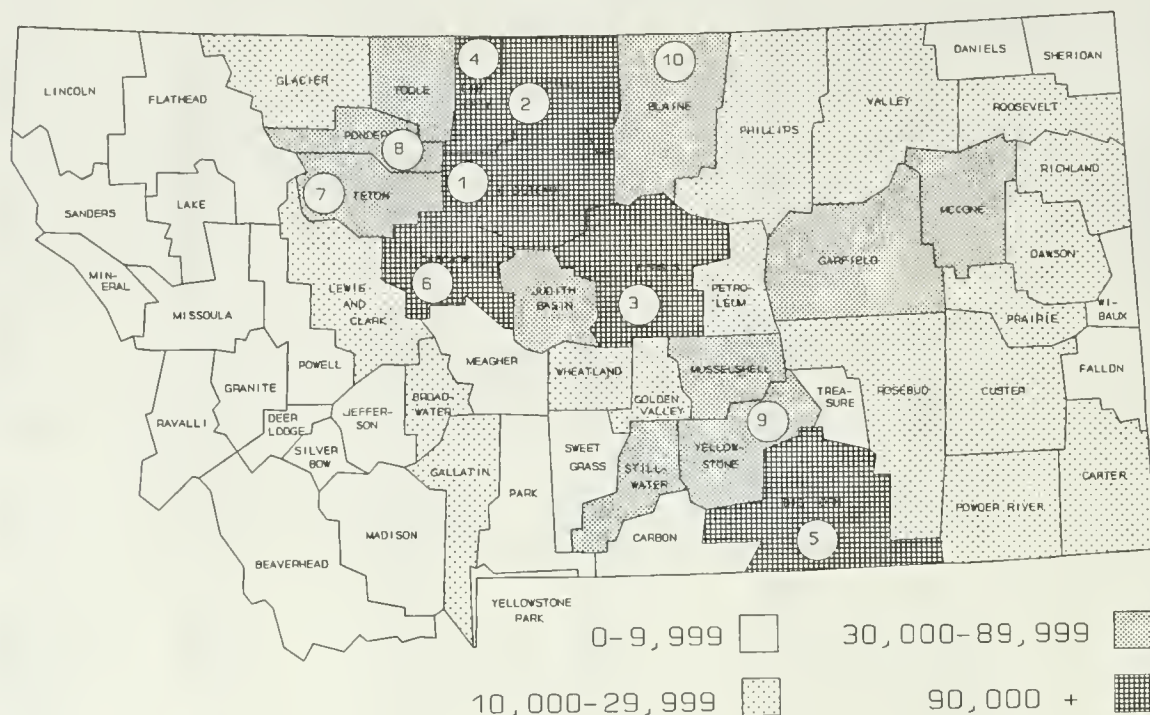 DANIELS
SHERIDAN
GLACIER
TOOLE
4
10
LINCOLN
FLATHEAD
2
BLAINE
VALLEY
ROOSEVELT
PHILLIPS
8
RICHLAND
7
TETON
1
LAKE
SANDERS
MCCONE
DAWSON
GARFIELD
MIN-
ERAL
LEWIS
AND
CLARK
6
JUDITH
BASIN
3
PETRO-
LEUM
WI-
BAUX
MISSOULA
PRAIRIE
MEAGHER
POWELL
WHEATLAND
MUSSELSHELL
FALLON
GRANITE
BROAD-
WATER
GOLDEN
VALLEY
TREA-
SURE
ROSEBUD
CUSTER
RAVALLI
DEER
LODGE
JEFFER-
SON
9
SILVER
BOW
SWEET
GRASS
YELLOW-
STONE
GALLATIN
STILL-
WATER
CARTER
PARK
POWDER RIVER
MADISON
CARBON
5
BEAVERHEAD
YELLOWSTONE
PARK
0-9,999
30,000-89,999
10,000-29,999
90,000 +